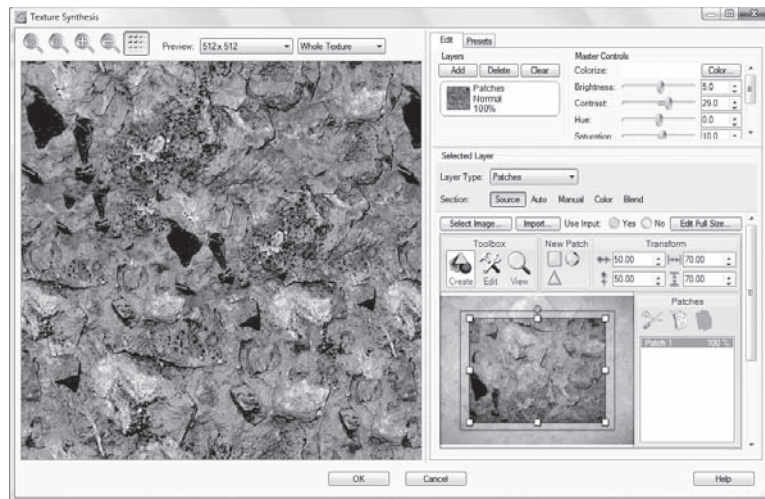 Texture Synthesis
Preview: 512 x 512 Whole Texture
Edit Presets
Layers
Add Delete Clear
Patches
Normal
100%
Master Controls
Colorize: Color...
Brightness: 5.0
Contrast: 29.0
Hue: 0.0
Saturation: 10.0
Selected Layer
Layer Type: Patches
Section: Source Auto Manual Color Blend
Select Image... Import... Use Input: Yes No Edit Full Size...
Toolbox
Create Edit View
New Patch
Transform
50.00 70.00
50.00 70.00
Patches
Patch 1 100 %
OK Cancel Help